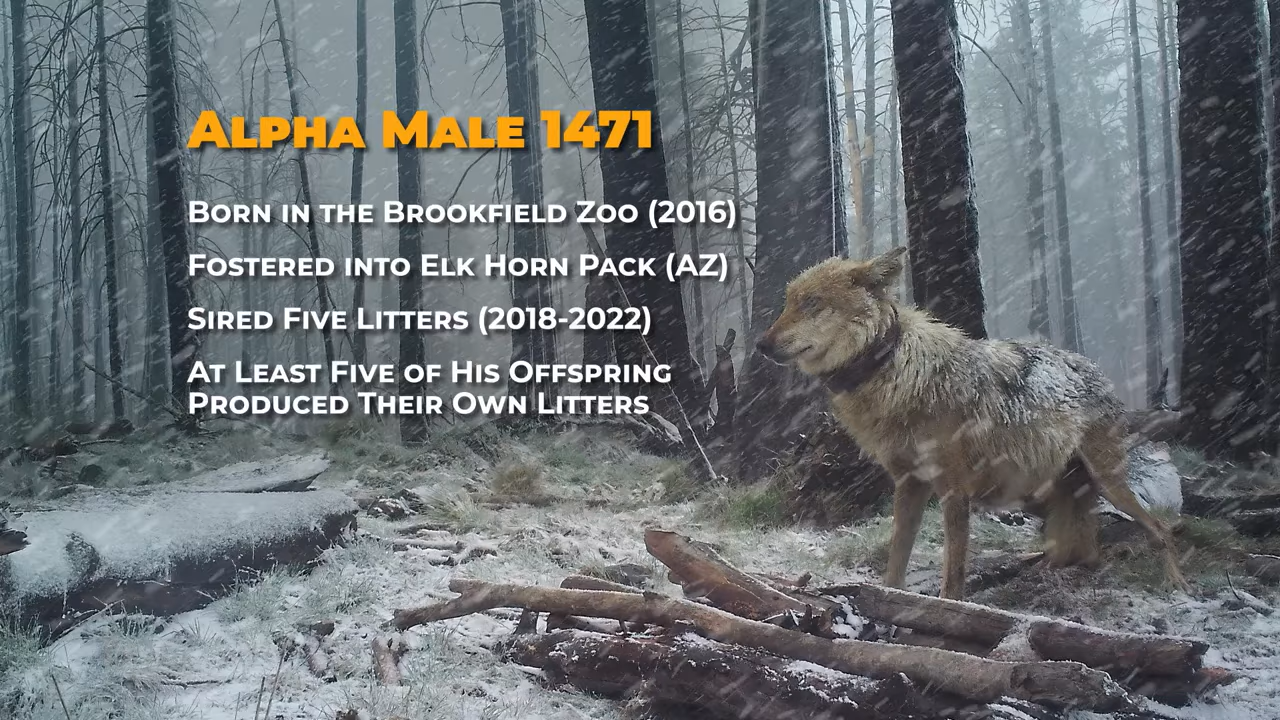 Alpha Male 1471
Born in the Brookfield Zoo (2016)
Fostered into Elk Horn Pack (AZ)
Sired Five Litters (2018-2022)
At Least Five of His Offspring
Produced Their Own Litters